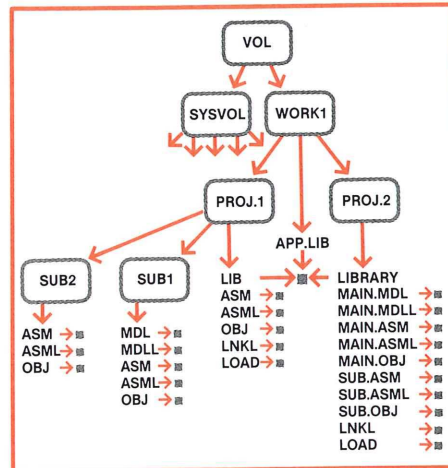 VOL
SYSVOL
WORK1
PROJ.1
PROJ.2
APP.LIB
SUB2
SUB1
LIB
ASM
ASML
OBJ
LNKL
LOAD
LIBRARY
MAIN.MDL
MAIN.MDLL
MAIN.ASM
MAIN.ASML
MAIN.OBJ
SUB.ASM
SUB.ASML
SUB.OBJ
LNKL
LOAD
ASM
ASML
OBJ
MDL
MDLL
ASM
ASML
OBJ